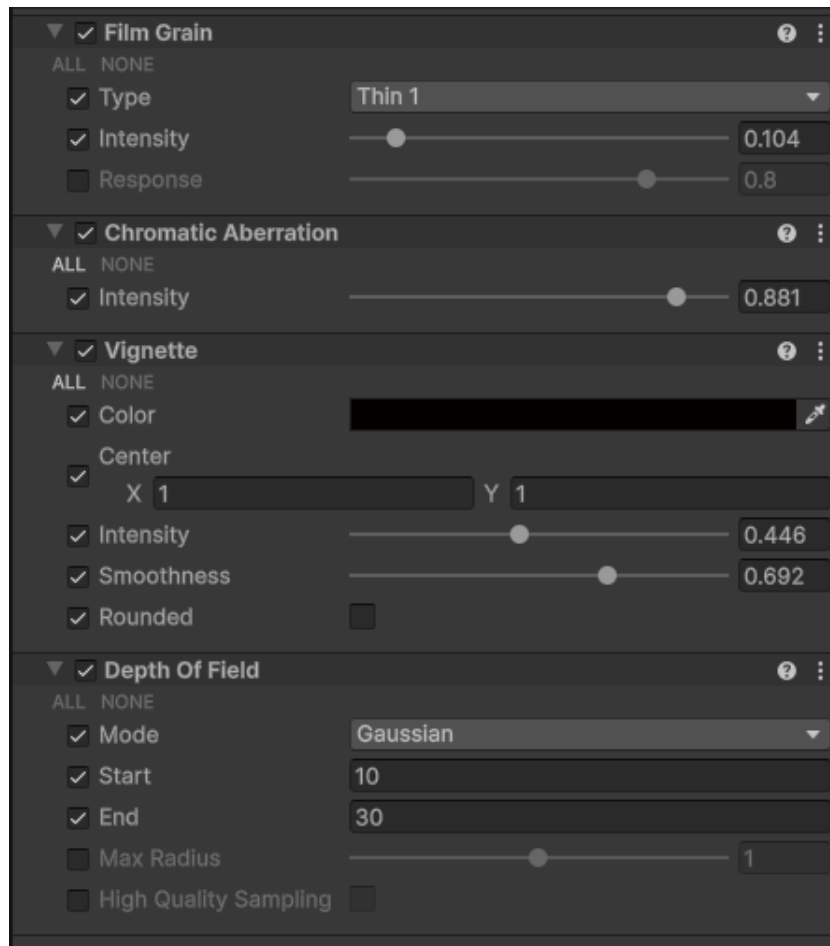 Film Grain
ALL NONE
Type Thin 1
Intensity 0.104
Response 0.8
Chromatic Aberration
ALL NONE
Intensity 0.881
Vignette
ALL NONE
Color
Center
X 1 Y 1
Intensity 0.446
Smoothness 0.692
Rounded
Depth Of Field
ALL NONE
Mode Gaussian
Start 10
End 30
Max Radius 1
High Quality Sampling